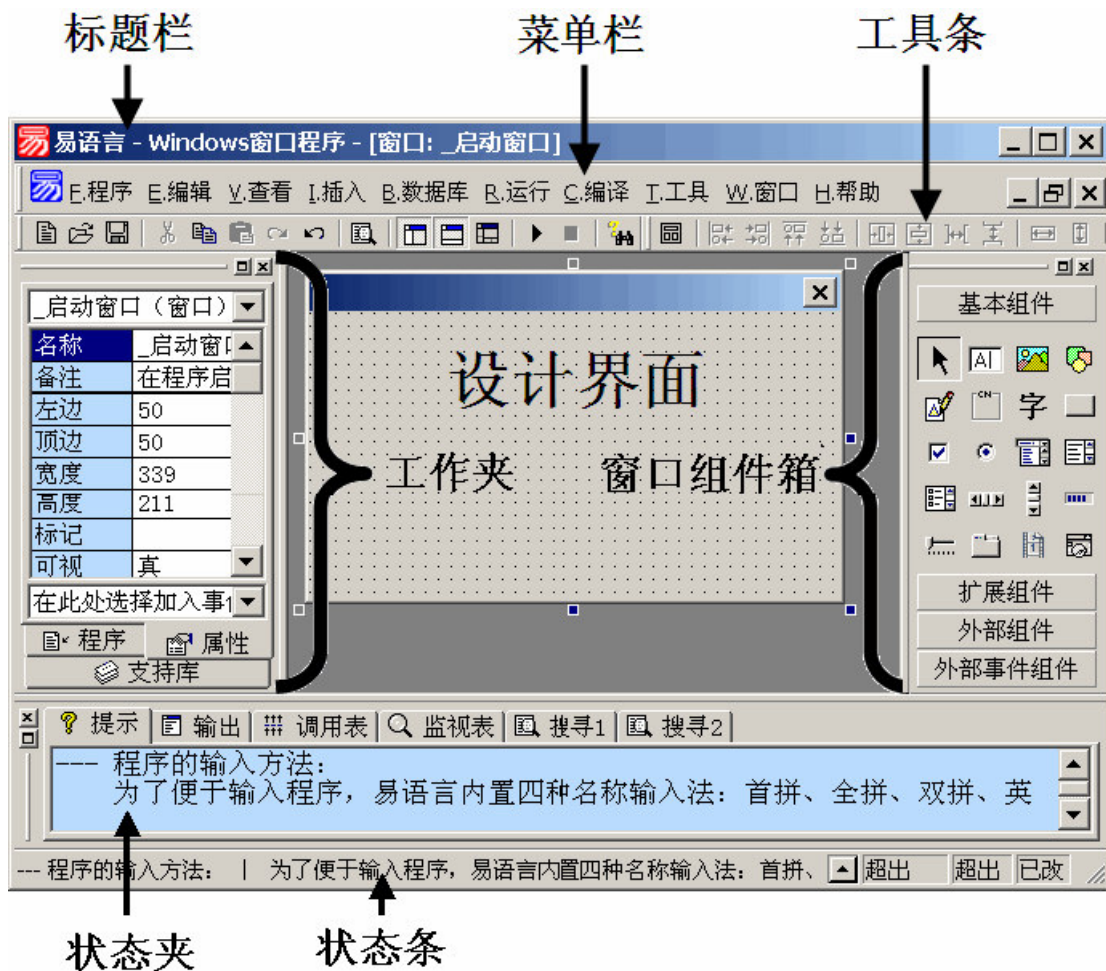 标题栏 菜单栏 工具条
易语言 - Windows窗口程序 - [窗口: _启动窗口]
F.程序 E.编辑 V.查看 I.插入 B.数据库 R.运行 C.编译 T.工具 W.窗口 H.帮助
_启动窗口（窗口）
名称 _启动窗
备注 在程序启
左边 50
顶边 50
宽度 339
高度 211
标记
可视 真
在此处选择加入事
程序 属性
支持库
设计界面
工作夹 窗口组件箱
基本组件
A
CN
字
扩展组件
外部组件
外部事件组件
提示 输出 调用表 监视表 搜寻1 搜寻2
--- 程序的输入方法：
为了便于输入程序，易语言内置四种名称输入法：首拼、全拼、双拼、英
--- 程序的输入方法： | 为了便于输入程序，易语言内置四种名称输入法：首拼、 超出 超出 已改
状态夹 状态条